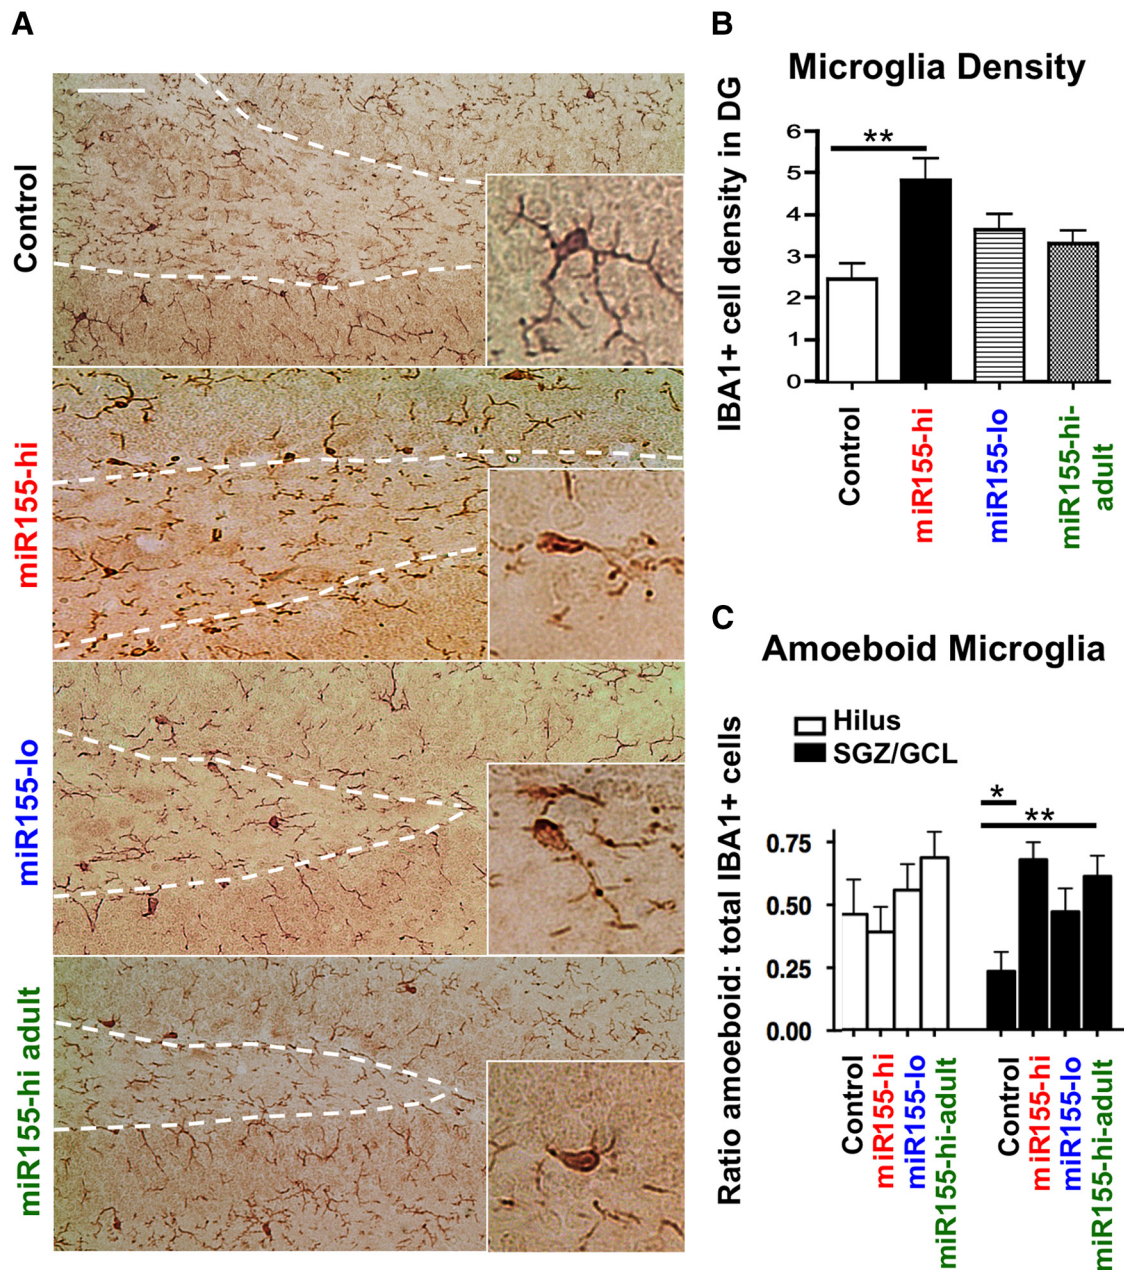 A
Control
miR155-hi
miR155-lo
miR155-hi adult
B
Microglia Density
IBA1+ cell density in DG
6
5
4
3
2
1
0
**
Control
miR155-hi
miR155-lo
miR155-hi-
adult
C
Amoeboid Microglia
Ratio amoeboid: total IBA1+ cells
Hilus
SGZ/GCL
*
**
0.75
0.50
0.25
0.00
Control
miR155-hi
miR155-lo
miR155-hi-adult
Control
miR155-hi
miR155-lo
miR155-hi-adult